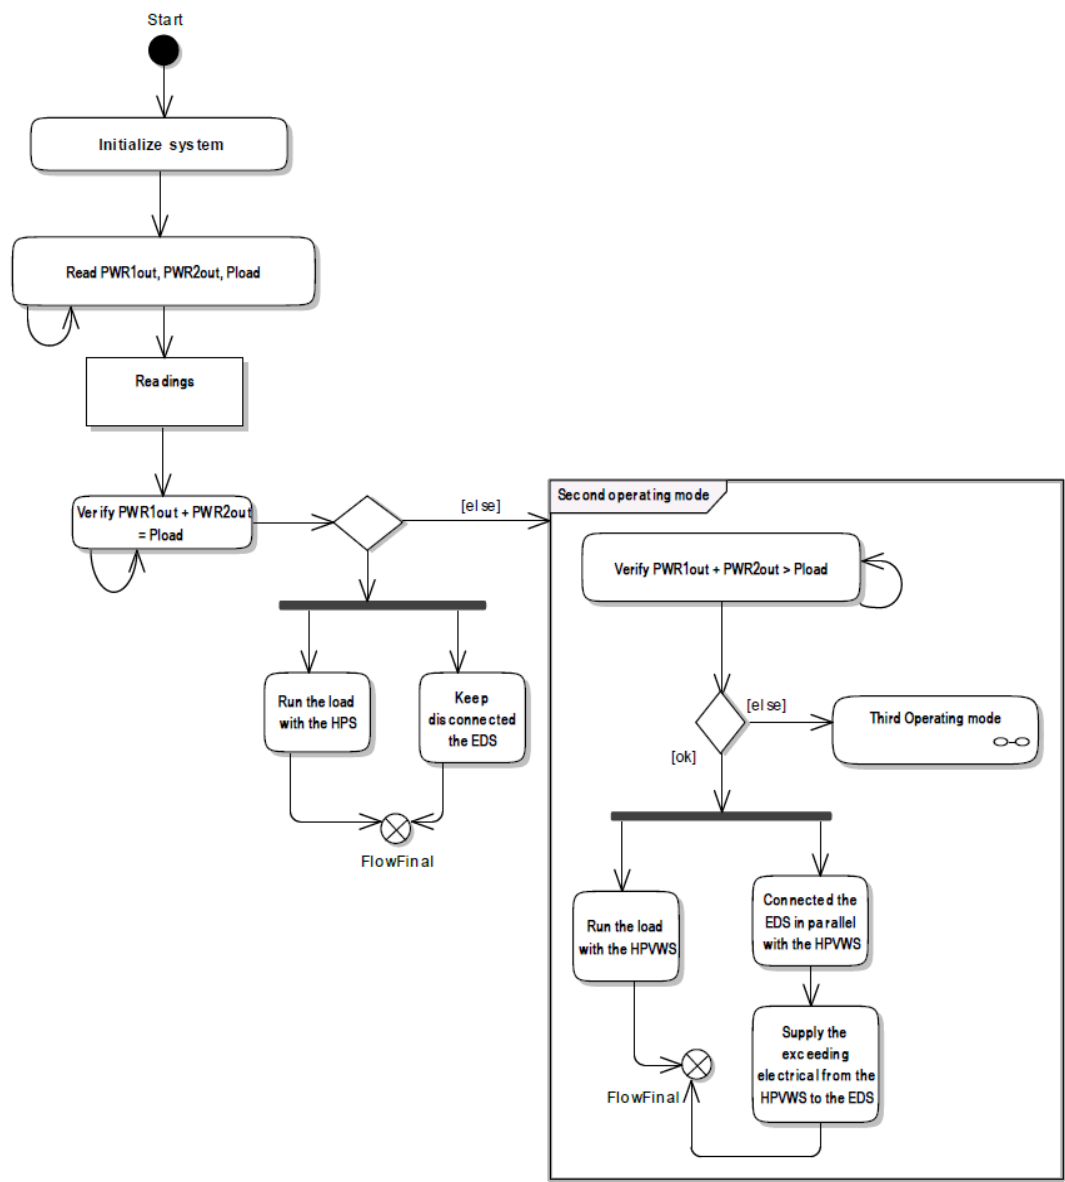 Start
Initialize system
Read PWR1out, PWR2out, Pload
Readings
Verify PWR1out + PWR2out
= Pload
[else]
Run the load
with the HPS
Keep
disconnected
the EDS
FlowFinal
Second operating mode
Verify PWR1out + PWR2out > Pload
[else]
Third Operating mode
[ok]
Run the load
with the HPVWS
Connected the
EDS in parallel
with the HPVWS
Supply the
exceeding
electrical from the
HPVWS to the EDS
FlowFinal